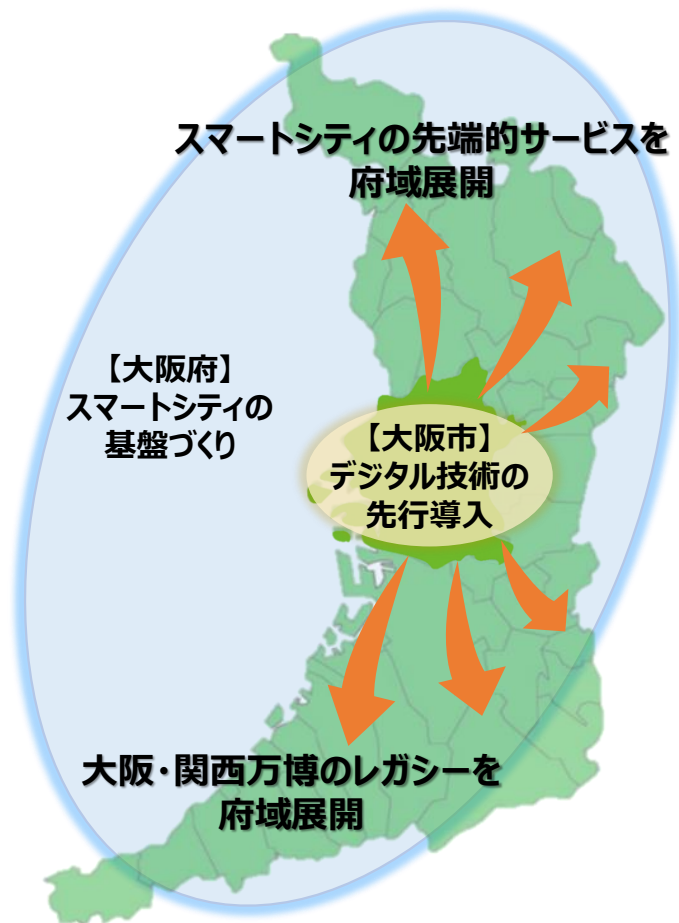 スマートシティの先端的サービスを
府域展開
【大阪府】
スマートシティの
基盤づくり
【大阪市】
デジタル技術の
先行導入
大阪・関西万博のレガシーを
府域展開